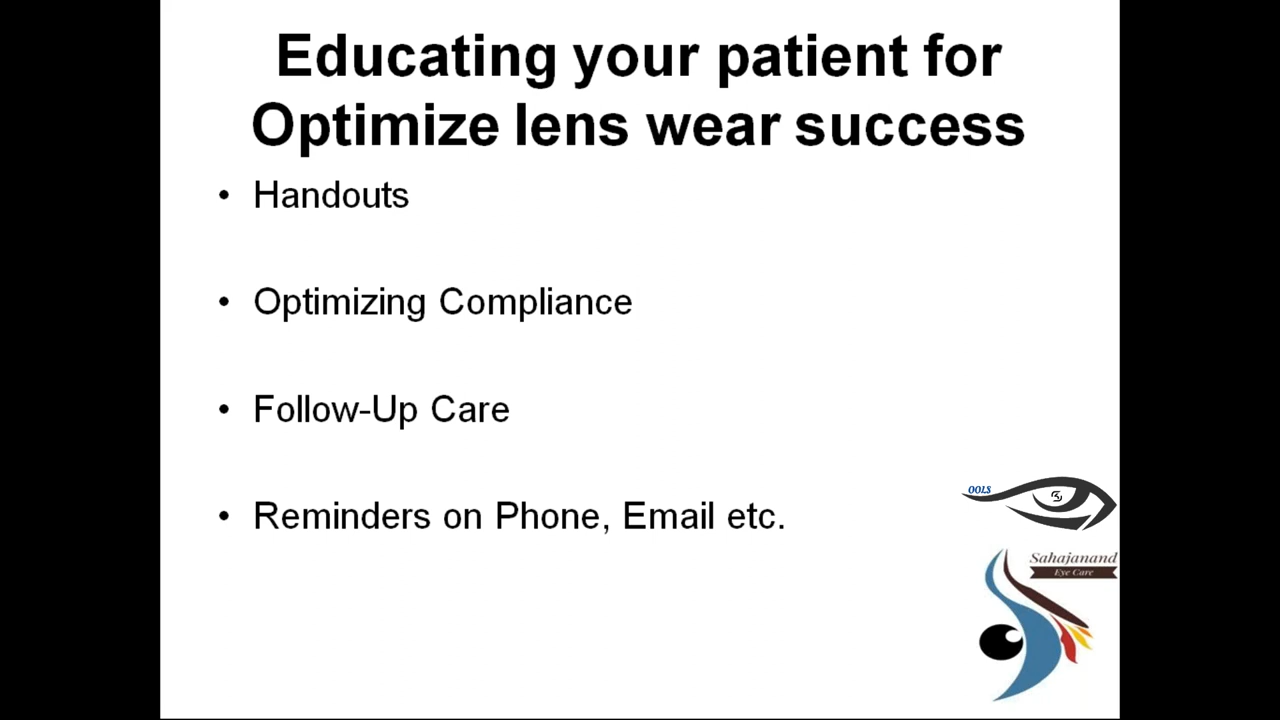 Educating your patient for
Optimize lens wear success
• Handouts
• Optimizing Compliance
• Follow-Up Care
• Reminders on Phone, Email etc.
OOLS
Sahajanand
Eye Care